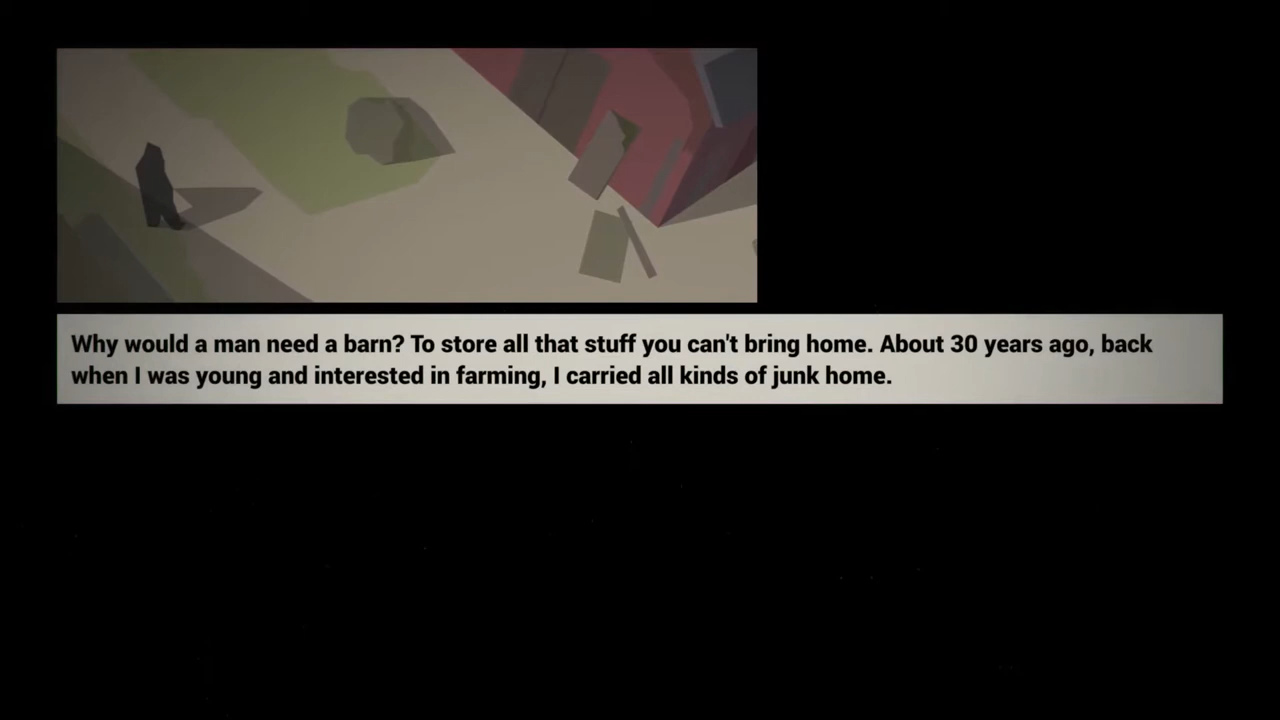 Why would a man need a barn? To store all that stuff you can't bring home. About 30 years ago, back
when I was young and interested in farming, I carried all kinds of junk home.